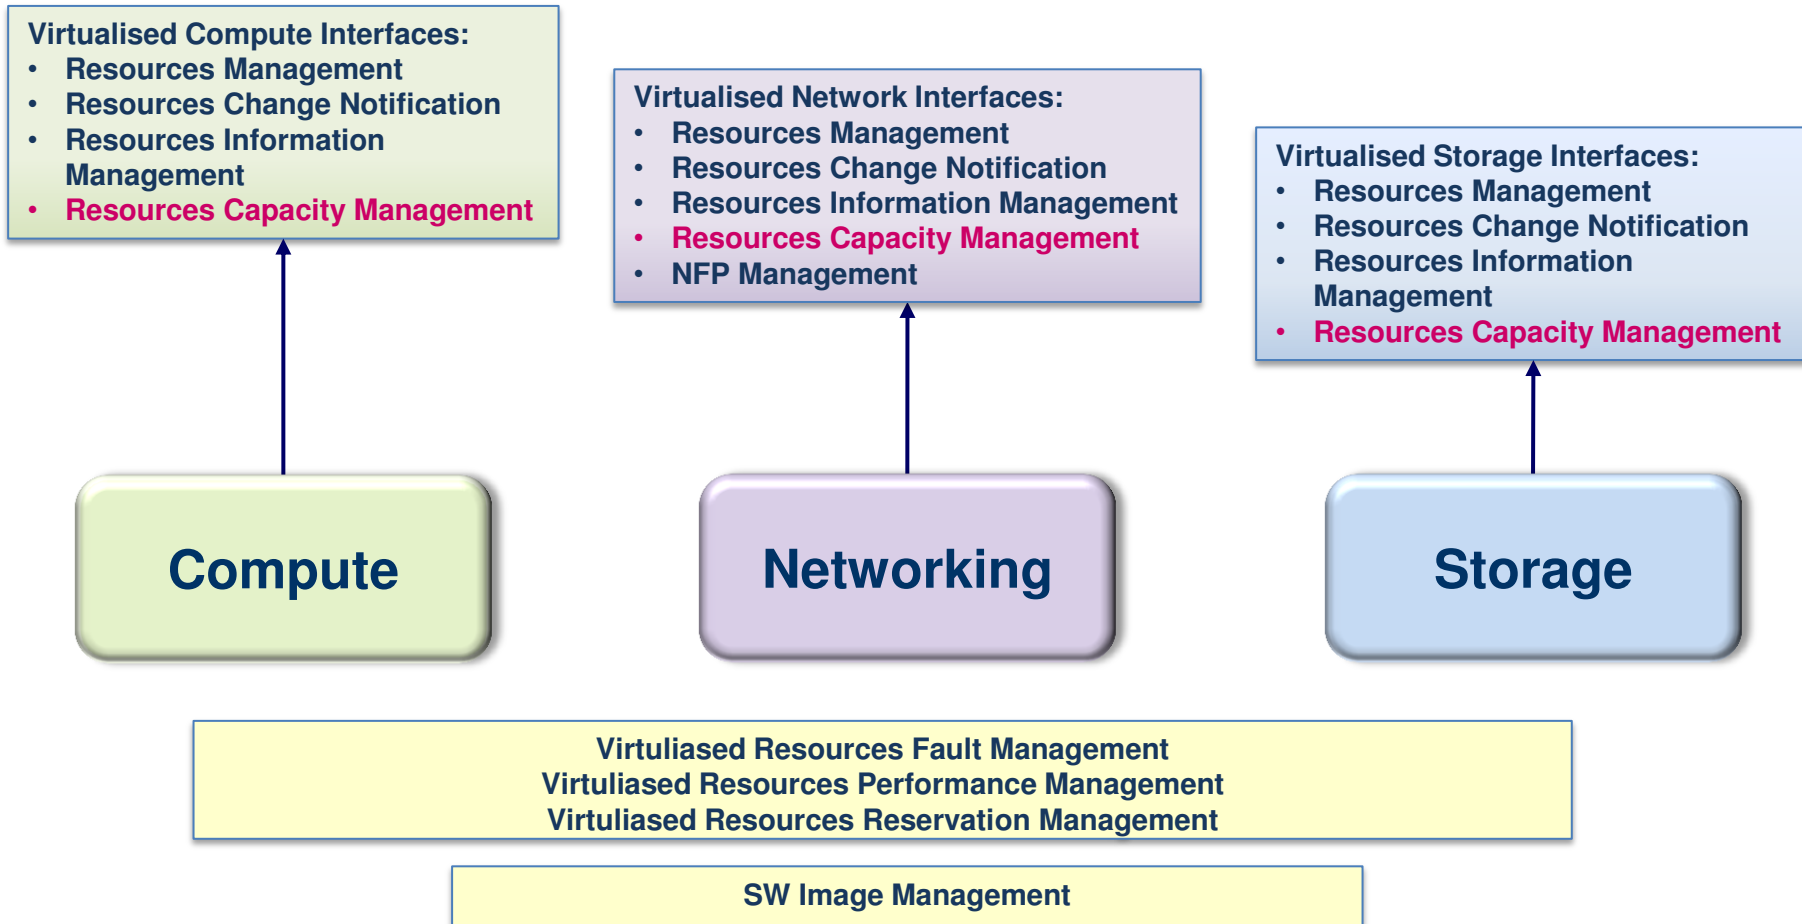 Virtualised Compute Interfaces:
• Resources Management
• Resources Change Notification
• Resources Information
Management
• Resources Capacity Management
Virtualised Network Interfaces:
• Resources Management
• Resources Change Notification
• Resources Information Management
• Resources Capacity Management
• NFP Management
Virtualised Storage Interfaces:
• Resources Management
• Resources Change Notification
• Resources Information
Management
• Resources Capacity Management
Compute
Networking
Storage
Virtuliased Resources Fault Management
Virtuliased Resources Performance Management
Virtuliased Resources Reservation Management
SW Image Management